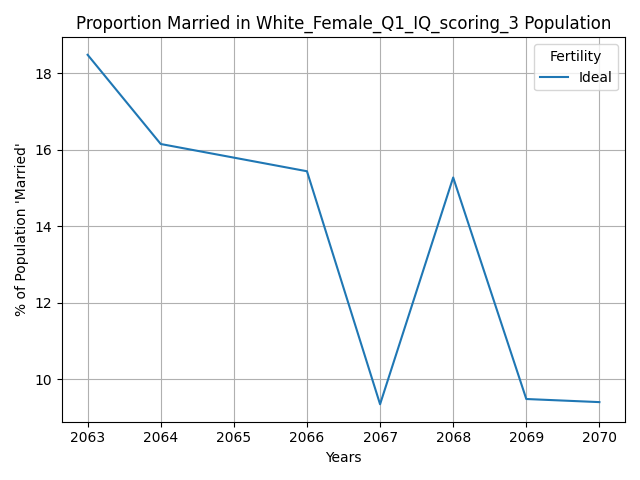 Proportion Married in White_Female_Q1_IQ_scoring_3 Population
Fertility
Ideal
18
16
14
12
10
% of Population 'Married'
2063 2064 2065 2066 2067 2068 2069 2070
Years